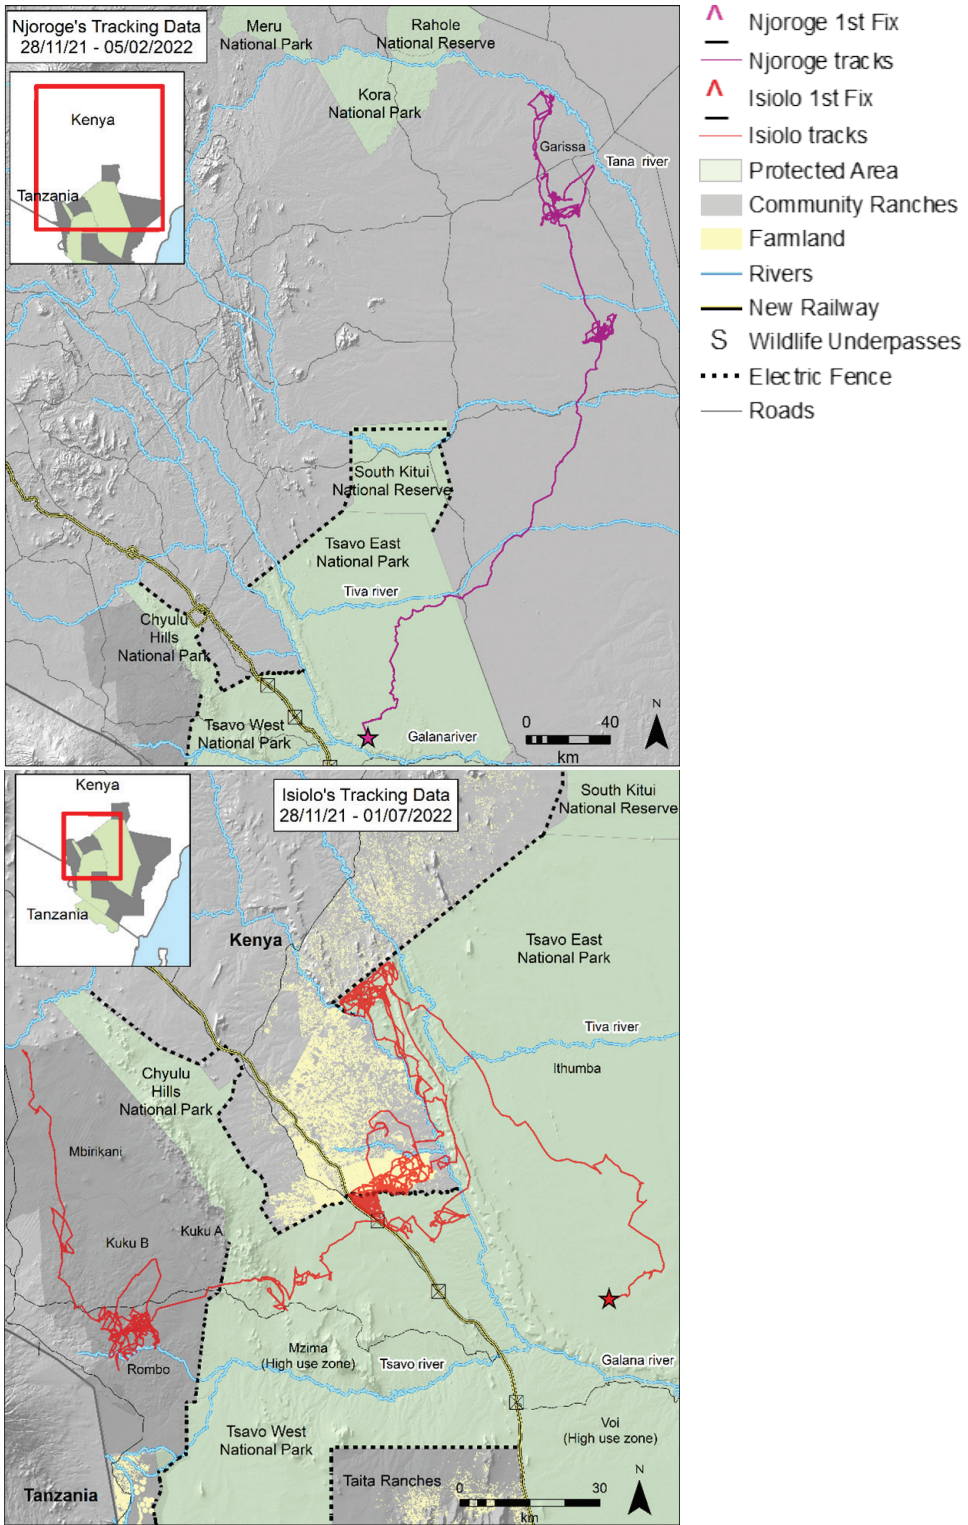 Njoroge's Tracking Data
28/11/21 - 05/02/2022
Meru
National Park
Rahole
National Reserve
Kora
National Park
Kenya
Tanzania
Garissa
Tana river
South Kitui
National Reserve
Tsavo East
National Park
Tiva river
Chyulu
Hills
National Park
Tsavo West
National Park
Galanariver
0
40
km
N
Njoroge 1st Fix
Njoroge tracks
Isiolo 1st Fix
Isiolo tracks
Protected Area
Community Ranches
Farmland
Rivers
New Railway
S Wildlife Underpasses
Electric Fence
Roads
Kenya
Tanzania
Isiolo's Tracking Data
28/11/21 - 01/07/2022
South Kitui
National Reserve
Kenya
Tsavo East
National Park
Tiva river
Ithumba
Chyulu
Hills
National Park
Mbirikani
Kuku A
Kuku B
Rombo
Mzima
(High use zone)
Tsavo river
Galana river
Voi
(High use zone)
Tsavo West
National Park
Taita Ranches
Tanzania
0
30
km
N